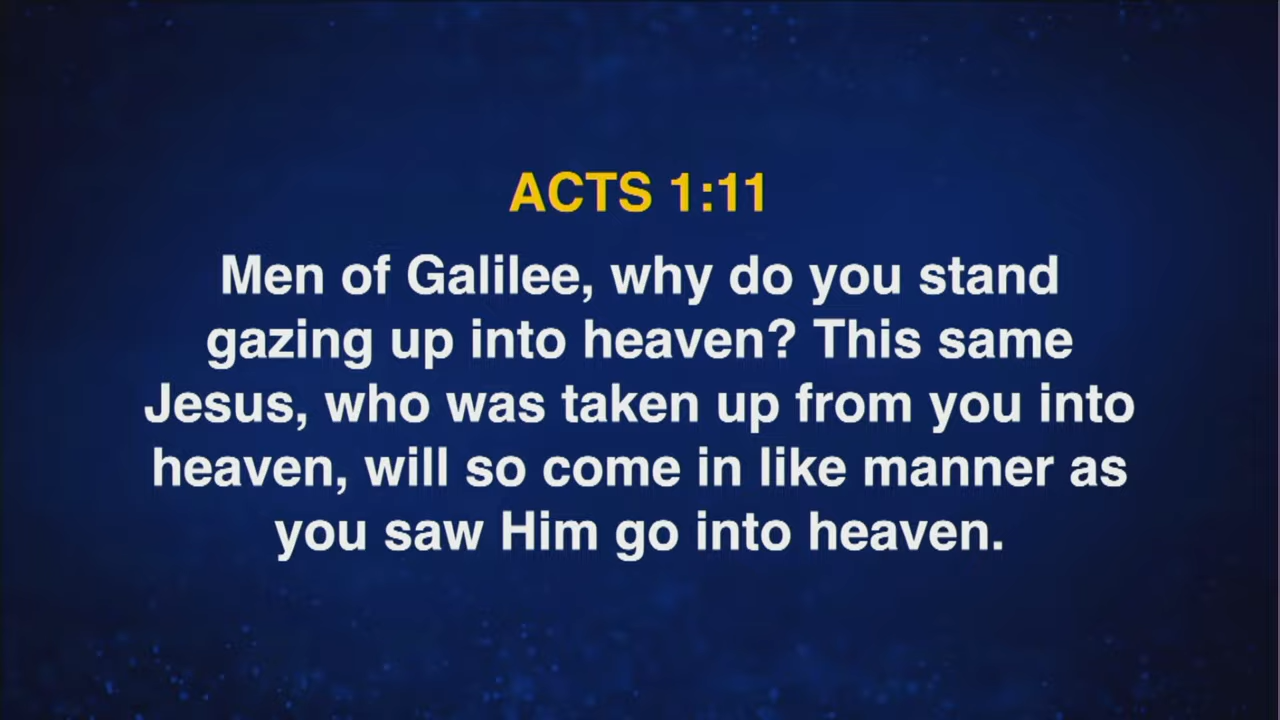 ACTS 1:11
Men of Galilee, why do you stand
gazing up into heaven? This same
Jesus, who was taken up from you into
heaven, will so come in like manner as
you saw Him go into heaven.